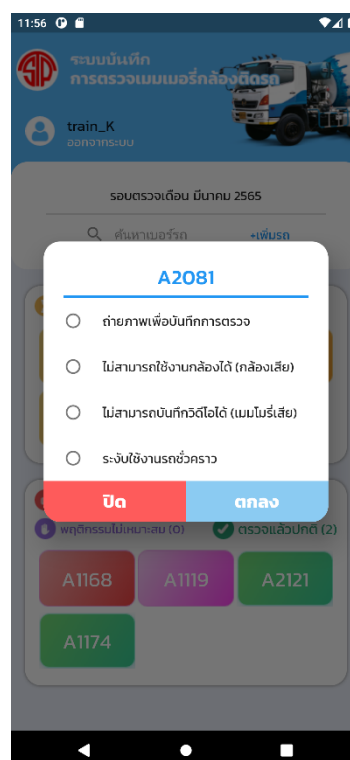 11:56
SP
ระบบบันทึก
การตรวจเมมเมอรี่กล้องติดรถ
train_K
ออกจากระบบ
รอบตรวจเดือน มีนาคม 2565
ค้นหาเบอร์รถ
+เพิ่มรถ
A2081
ถ่ายภาพเพื่อบันทึกการตรวจ
ไม่สามารถใช้งานกล้องได้ (กล้องเสีย)
ไม่สามารถบันทึกวิดีโอได้ (เมมโมรี่เสีย)
ระงับใช้งานรถชั่วคราว
ปิด
ตกลง
พฤติกรรมไม่เหมาะสม (0)
ตรวจแล้วปกติ (2)
A1168
A1119
A2121
A1174